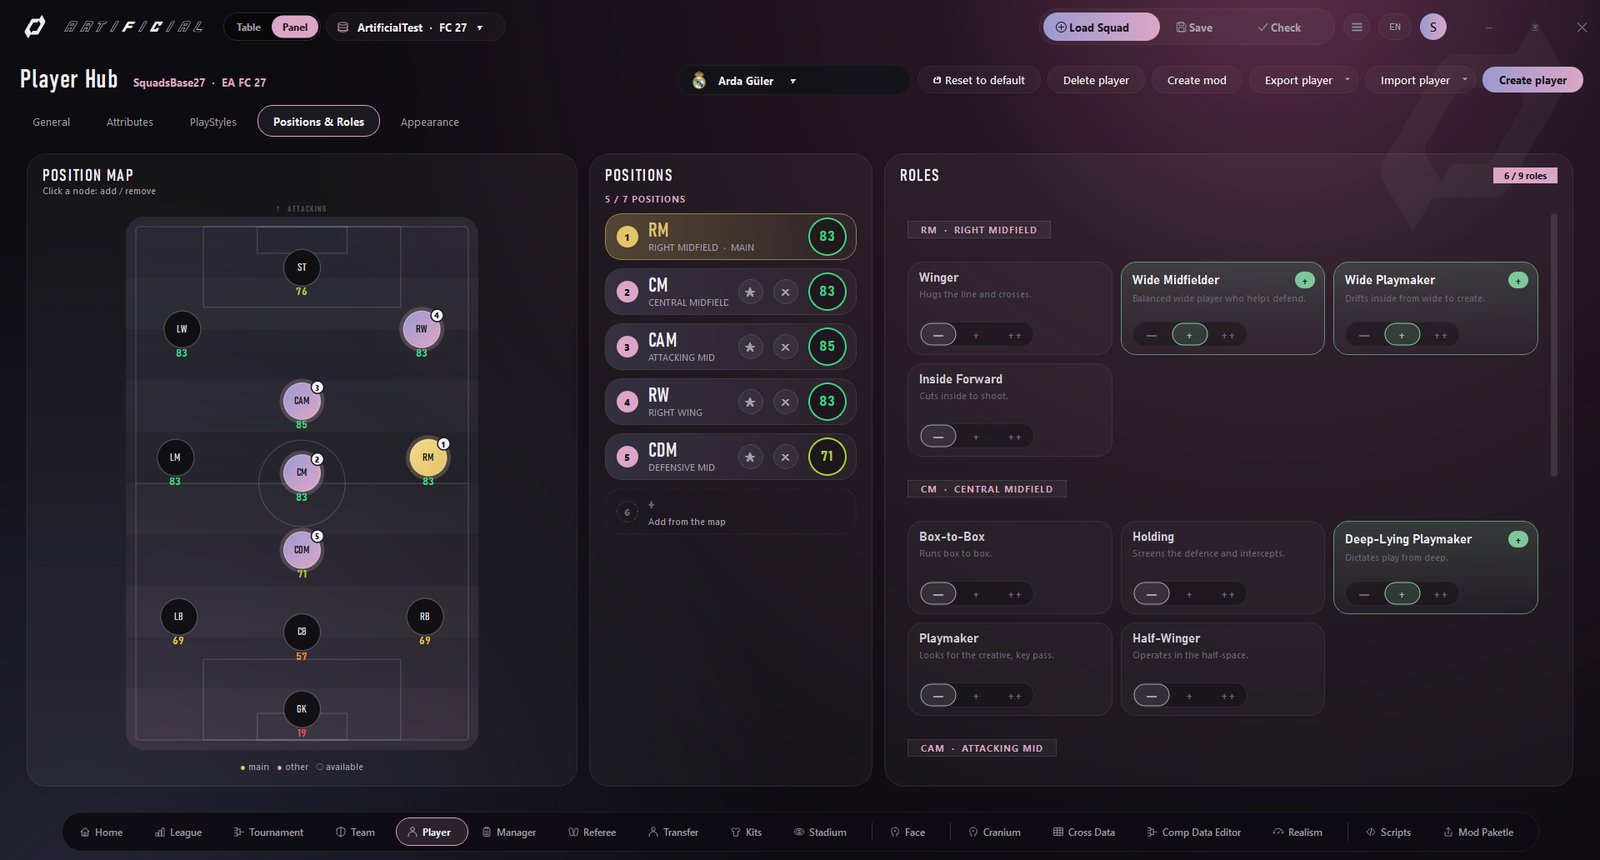 ARTIFICIAL
Table Panel ArtificialTest · FC 27
Load Squad Save Check EN S
Player Hub SquadsBase27 · EA FC 27
Arda Güler Reset to default Delete player Create mod Export player Import player Create player
General Attributes PlayStyles Positions & Roles Appearance
POSITION MAP
Click a node: add / remove
↑ ATTACKING
ST
76
LW
83
RW 4
83
CAM 3
85
LM
83
CM 2
83
RM 1
83
CDM 5
71
LB
69
CB
57
RB
69
GK
19
main other available
POSITIONS
5 / 7 POSITIONS
1 RM 83
RIGHT MIDFIELD · MAIN
2 CM 83
CENTRAL MIDFIELD
3 CAM 85
ATTACKING MID
4 RW 83
RIGHT WING
5 CDM 71
DEFENSIVE MID
6 +
Add from the map
ROLES
6 / 9 roles
RM · RIGHT MIDFIELD
Winger
Hugs the line and crosses.
— + ++
Wide Midfielder +
Balanced wide player who helps defend.
— + ++
Wide Playmaker +
Drifts inside from wide to create.
— + ++
Inside Forward
Cuts inside to shoot.
— + ++
CM · CENTRAL MIDFIELD
Box-to-Box
Runs box to box.
— + ++
Holding
Screens the defence and intercepts.
— + ++
Deep-Lying Playmaker +
Dictates play from deep.
— + ++
Playmaker
Looks for the creative, key pass.
— + ++
Half-Winger
Operates in the half-space.
— + ++
CAM · ATTACKING MID
Home League Tournament Team Player Manager Referee Transfer Kits Stadium Face Cranium Cross Data Comp Data Editor Realism Scripts Mod Paketle